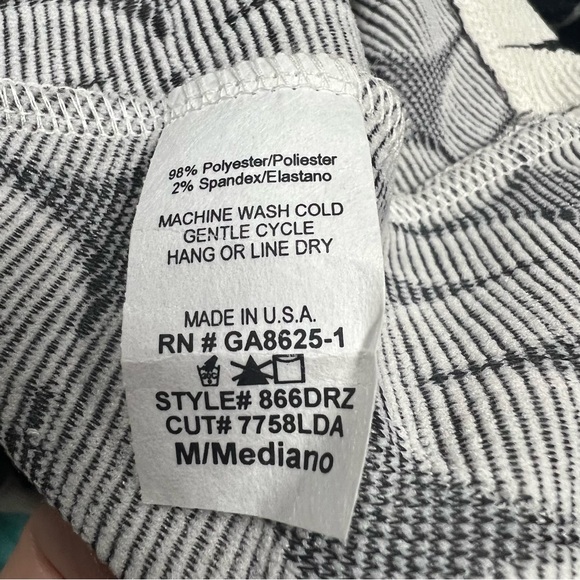 98% Polyester/Poliester
2% Spandex/Elastano
MACHINE WASH COLD
GENTLE CYCLE
HANG OR LINE DRY
MADE IN U.S.A.
RN # GA8625-1
STYLE# 866DRZ
CUT# 7758LDA
M/Mediano